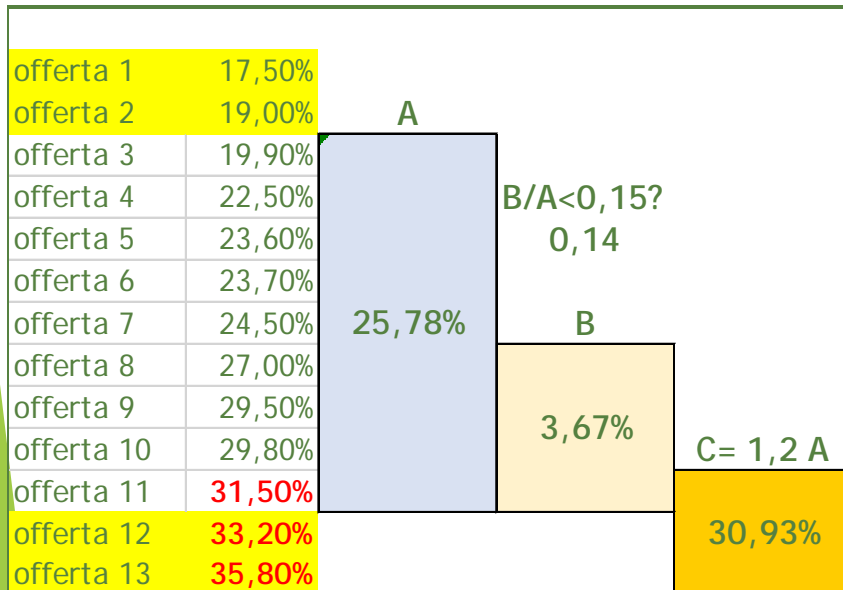 offerta 1 17,50%
offerta 2 19,00% A
offerta 3 19,90%
offerta 4 22,50% B/A<0,15?
offerta 5 23,60% 0,14
offerta 6 23,70%
offerta 7 24,50% 25,78% B
offerta 8 27,00%
offerta 9 29,50% 3,67%
offerta 10 29,80% C= 1,2 A
offerta 11 31,50%
offerta 12 33,20% 30,93%
offerta 13 35,80%